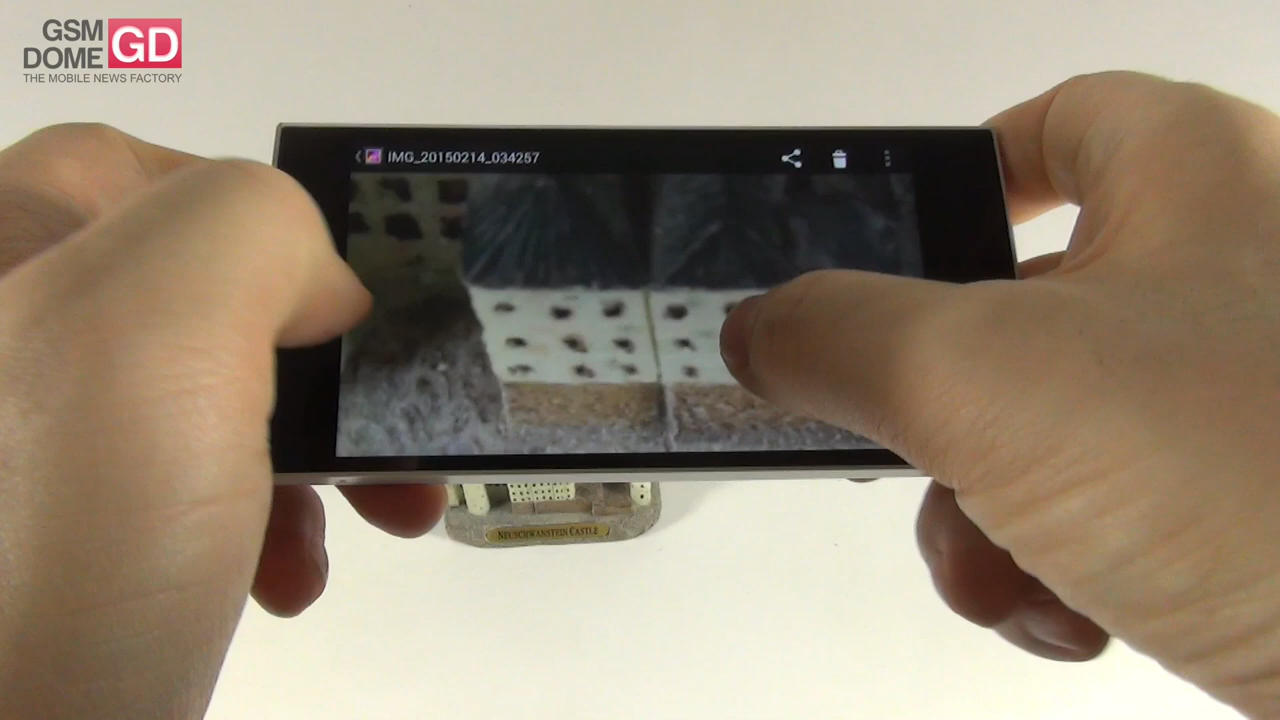 GSM
DOME GD
THE MOBILE NEWS FACTORY
IMG_20150214_034257
NEUSCHWANSTEIN CASTLE